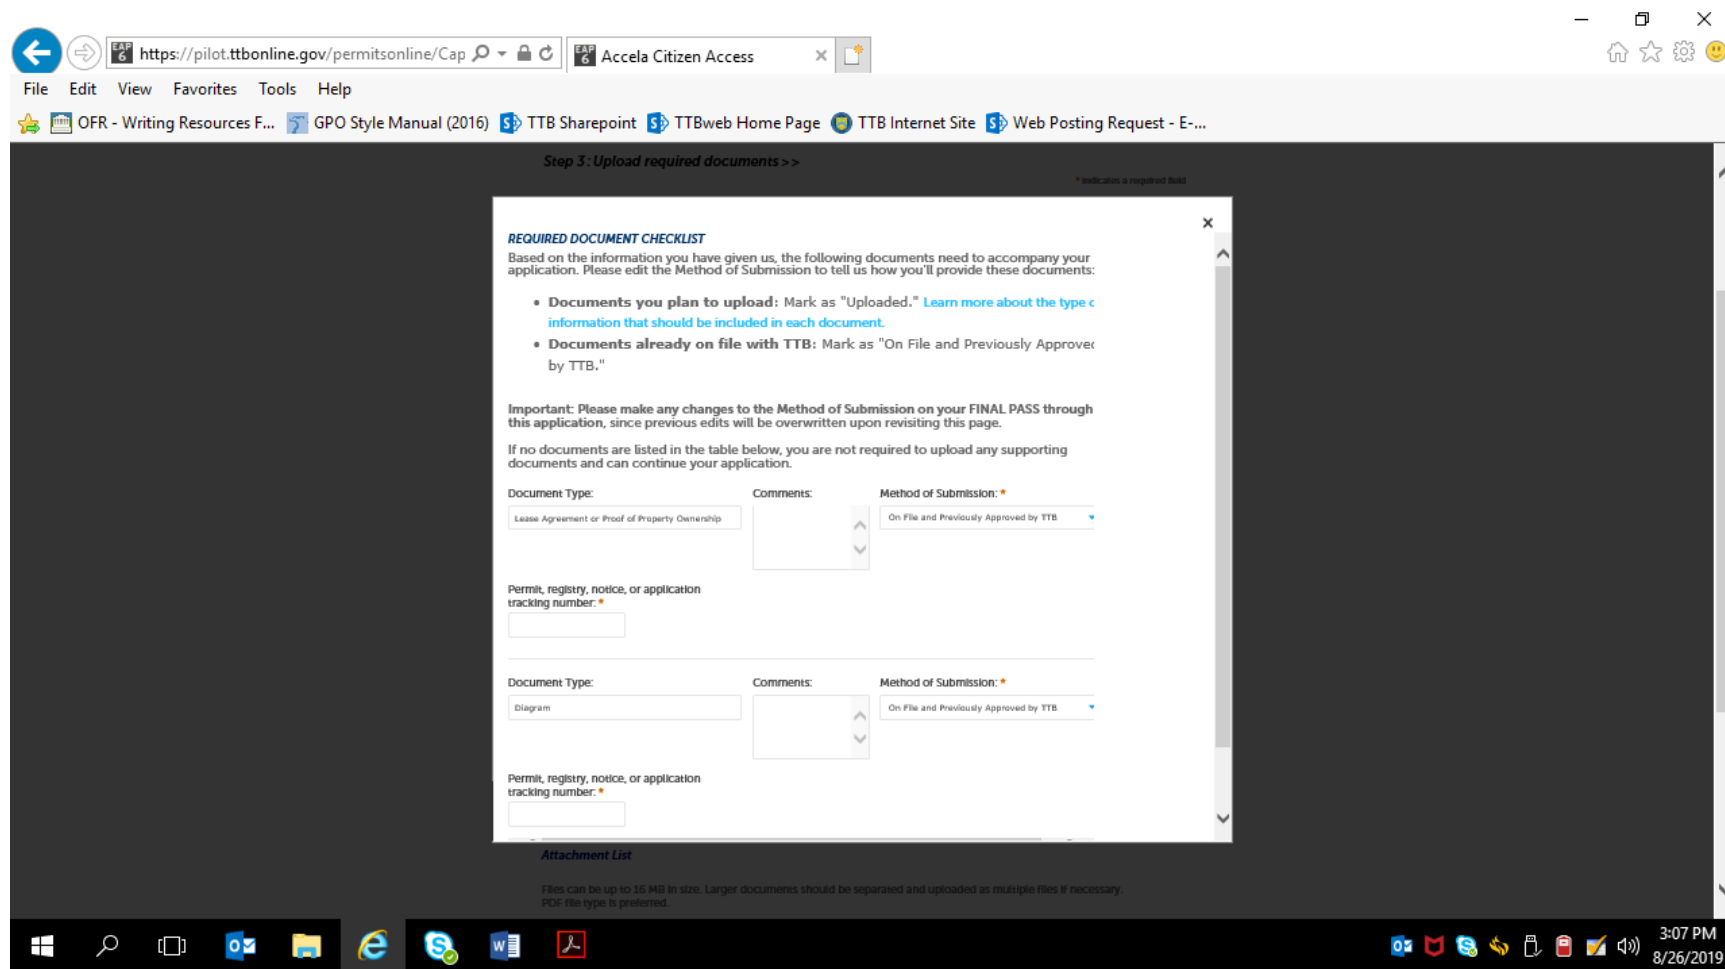 EAP
6
https://pilot.ttbonline.gov/permitsonline/Cap
EAP
6
Accela Citizen Access
File Edit View Favorites Tools Help
OFR - Writing Resources F... GPO Style Manual (2016) TTB Sharepoint TTBweb Home Page TTB Internet Site Web Posting Request - E-...
Step 3: Upload required documents >>
* indicates a required field
REQUIRED DOCUMENT CHECKLIST
Based on the information you have given us, the following documents need to accompany your
application. Please edit the Method of Submission to tell us how you'll provide these documents:
• Documents you plan to upload: Mark as "Uploaded." Learn more about the type o
information that should be included in each document.
• Documents already on file with TTB: Mark as "On File and Previously Approved
by TTB."
Important: Please make any changes to the Method of Submission on your FINAL PASS through
this application, since previous edits will be overwritten upon revisiting this page.
If no documents are listed in the table below, you are not required to upload any supporting
documents and can continue your application.
Document Type: Comments: Method of Submission: *
Lease Agreement or Proof of Property Ownership On File and Previously Approved by TTB
Permit, registry, notice, or application
tracking number: *
Document Type: Comments: Method of Submission: *
Diagram On File and Previously Approved by TTB
Permit, registry, notice, or application
tracking number: *
Attachment List
Files can be up to 16 MB in size. Larger documents should be separated and uploaded as multiple files if necessary.
PDF file type is preferred.
3:07 PM
8/26/2019